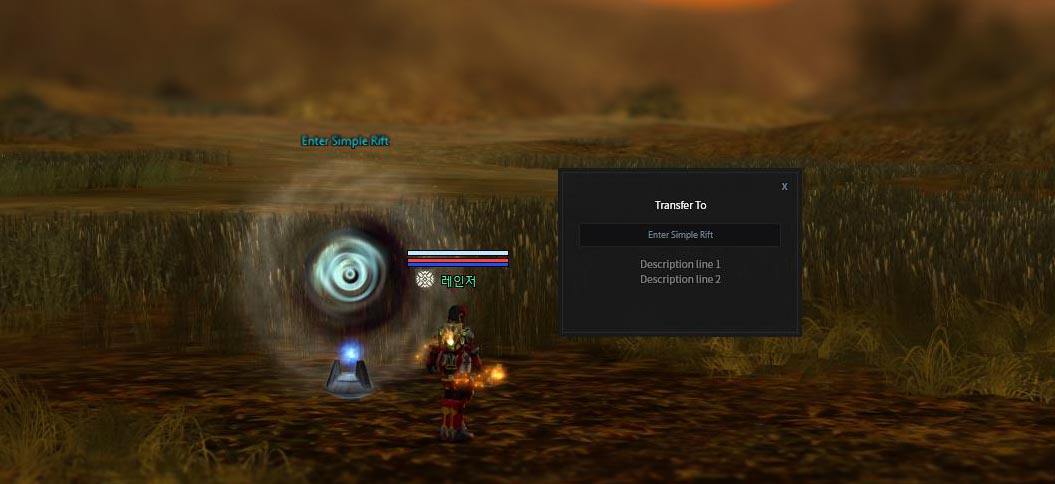 Enter Simple Rift
레인저
X
Transfer To
Enter Simple Rift
Description line 1
Description line 2